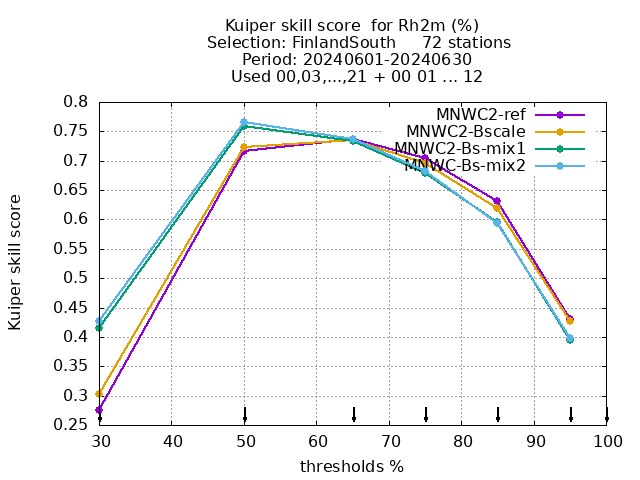 Kuiper skill score  for Rh2m (%)
Selection: FinlandSouth     72 stations
Period: 20240601-20240630
Used 00,03,...,21 + 00 01 ... 12
MNWC2-ref
MNWC2-Bscale
MNWC2-Bs-mix1
MNWC-Bs-mix2
0.8
0.75
0.7
0.65
0.6
0.55
0.5
0.45
0.4
0.35
0.3
0.25
Kuiper skill score
30 40 50 60 70 80 90 100
thresholds %